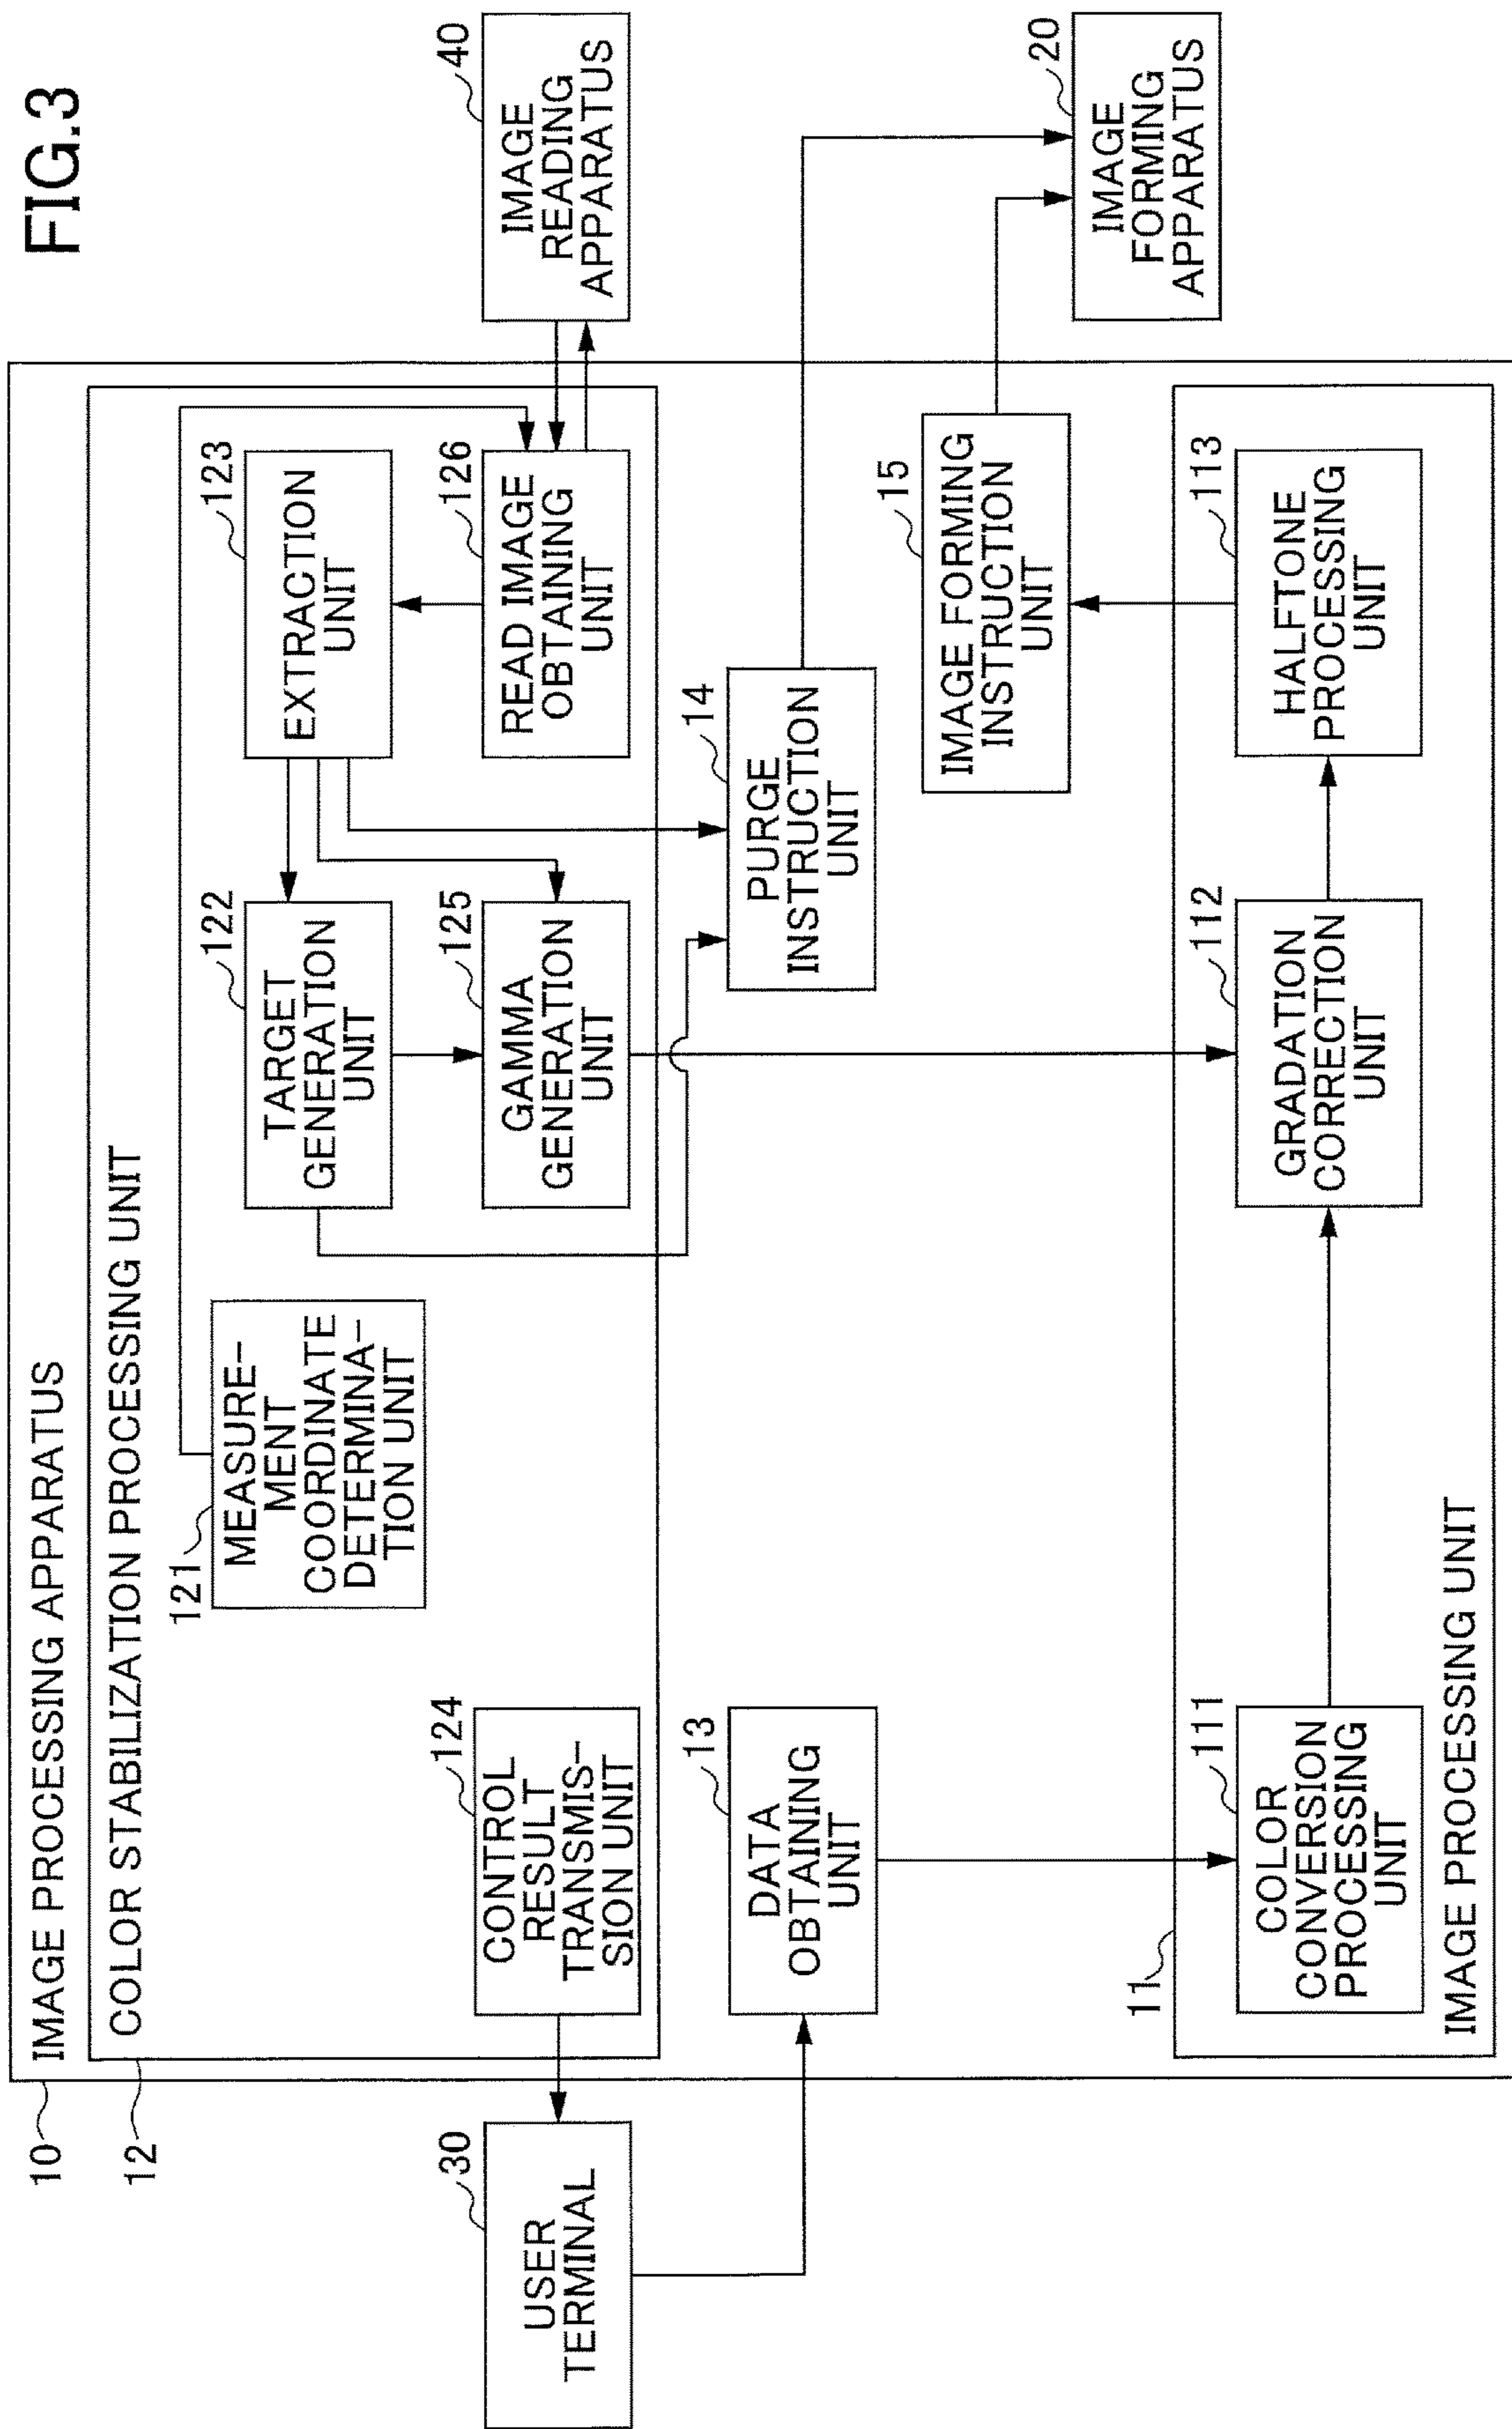 FIG.3
IMAGE PROCESSING APPARATUS
10
COLOR STABILIZATION PROCESSING UNIT
12
121
MEASURE-
MENT
COORDINATE
DETERMINA-
TION UNIT
122
TARGET
GENERATION
UNIT
123
EXTRACTION
UNIT
124
CONTROL
RESULT
TRANSMIS-
SION UNIT
125
GAMMA
GENERATION
UNIT
126
READ IMAGE
OBTAINING
UNIT
40
IMAGE
READING
APPARATUS
30
USER
TERMINAL
13
DATA
OBTAINING
UNIT
14
PURGE
INSTRUCTION
UNIT
15
IMAGE FORMING
INSTRUCTION
UNIT
20
IMAGE
FORMING
APPARATUS
11
111
COLOR
CONVERSION
PROCESSING
UNIT
112
GRADATION
CORRECTION
UNIT
113
HALFTONE
PROCESSING
UNIT
IMAGE PROCESSING UNIT